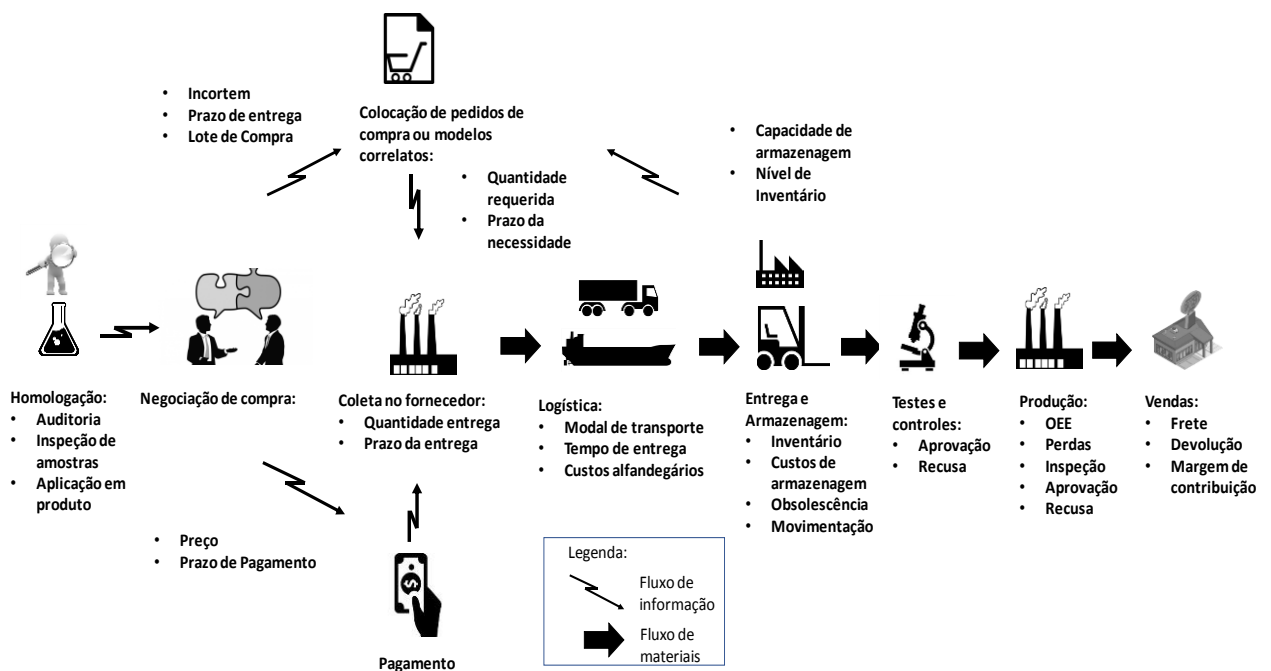 • Incortem
• Prazo de entrega
• Lote de Compra
Colocação de pedidos de
compra ou modelos
correlatos:
• Quantidade
requerida
• Prazo da
necessidade
• Capacidade de
armazenagem
• Nível de
Inventário
Homologação:
• Auditoria
• Inspeção de
amostras
• Aplicação em
produto
Negociação de compra:
• Preço
• Prazo de Pagamento
Coleta no fornecedor:
• Quantidade entrega
• Prazo da entrega
Pagamento
Logística:
• Modal de transporte
• Tempo de entrega
• Custos alfandegários
Entrega e
Armazenagem:
• Inventário
• Custos de
armazenagem
• Obsolescência
• Movimentação
Testes e
controles:
• Aprovação
• Recusa
Produção:
• OEE
• Perdas
• Inspeção
• Aprovação
• Recusa
Vendas:
• Frete
• Devolução
• Margem de
contribuição
Legenda:
Fluxo de
informação
Fluxo de
materiais